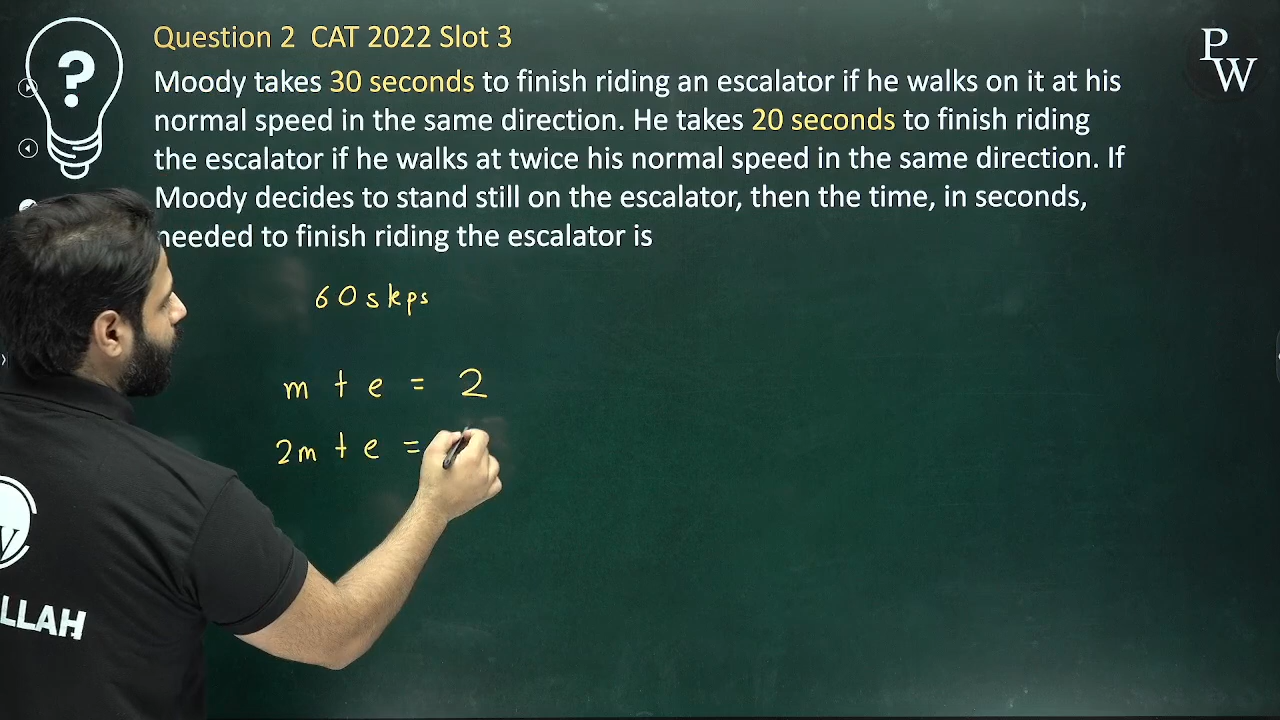 Question 2 CAT 2022 Slot 3
PW
Moody takes 30 seconds to finish riding an escalator if he walks on it at his
normal speed in the same direction. He takes 20 seconds to finish riding
the escalator if he walks at twice his normal speed in the same direction. If
Moody decides to stand still on the escalator, then the time, in seconds,
needed to finish riding the escalator is
?
60 steps
m + e = 2
2m + e =
LLAH